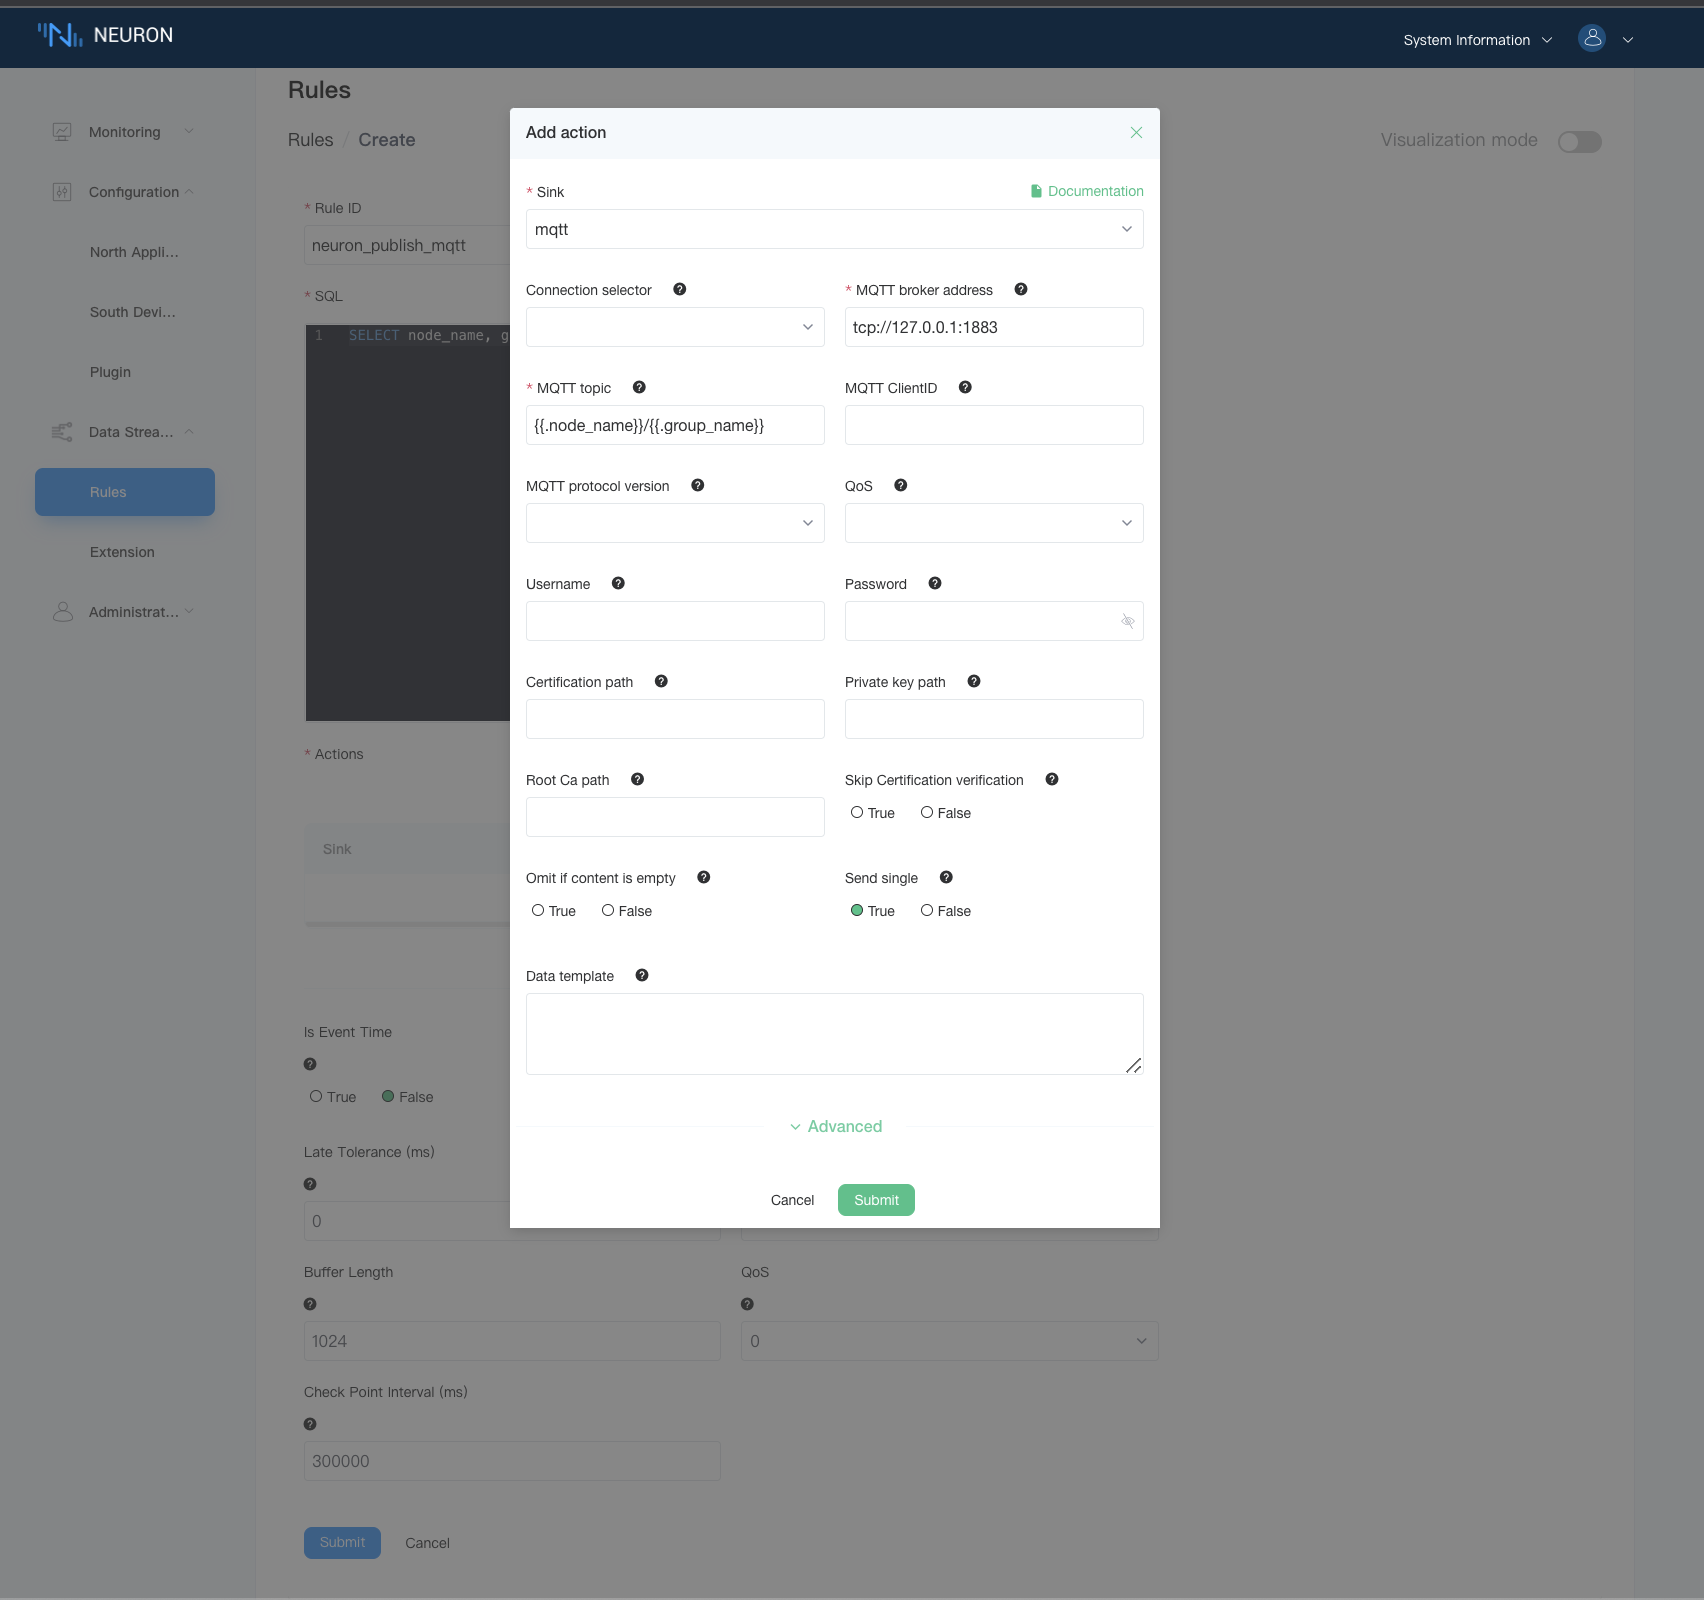 NEURON
System Information
Monitoring
Configuration
North Appli...
South Devi...
Plugin
Data Strea...
Rules
Extension
Administrat...
Rules
Rules / Create
Visualization mode
* Rule ID
neuron_publish_mqtt
* SQL
1 SELECT node_name, g
* Actions
Sink
Is Event Time
True False
Late Tolerance (ms)
0
Buffer Length
1024
QoS
0
Check Point Interval (ms)
300000
Submit Cancel
Add action
* Sink
Documentation
mqtt
Connection selector
* MQTT broker address
tcp://127.0.0.1:1883
* MQTT topic
{{.node_name}}/{{.group_name}}
MQTT ClientID
MQTT protocol version
QoS
Username
Password
Certification path
Private key path
Root Ca path
Skip Certification verification
True False
Omit if content is empty
True False
Send single
True False
Data template
Advanced
Cancel Submit